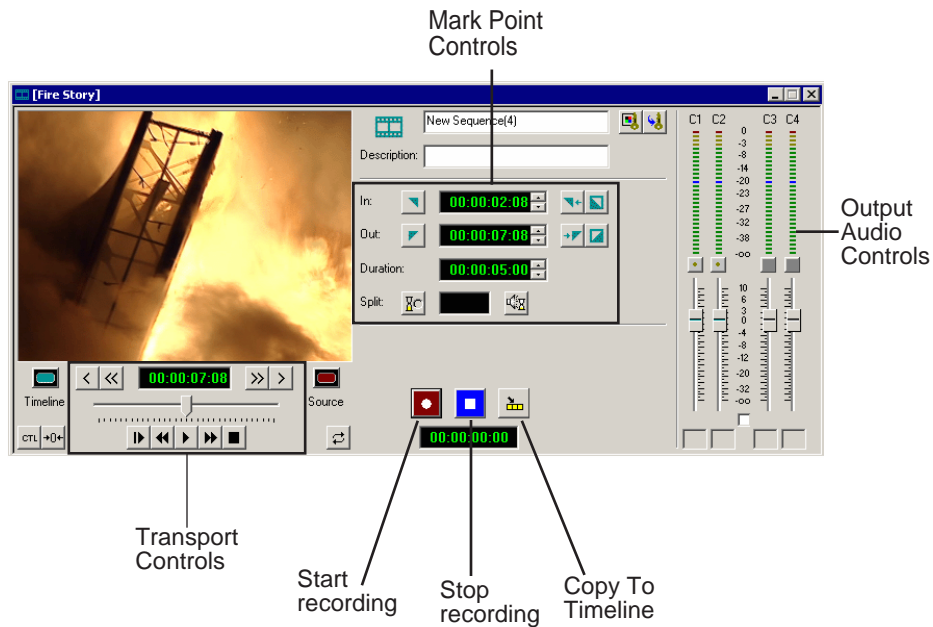 Mark Point
Controls
[Fire Story]
New Sequence(4)
Description:
In:
00:00:02:08
Out:
00:00:07:08
Duration:
00:00:05:00
Split:
C1 C2 C3 C4
0
-3
-8
-14
-20
-23
-27
-32
-38
-oo
10
6
3
0
-4
-8
-12
-20
-32
-oo
Output
Audio
Controls
< << 00:00:07:08 >> >
Timeline
Source
CTL →0←
00:00:00:00
Transport
Controls
Start
recording
Stop
recording
Copy To
Timeline